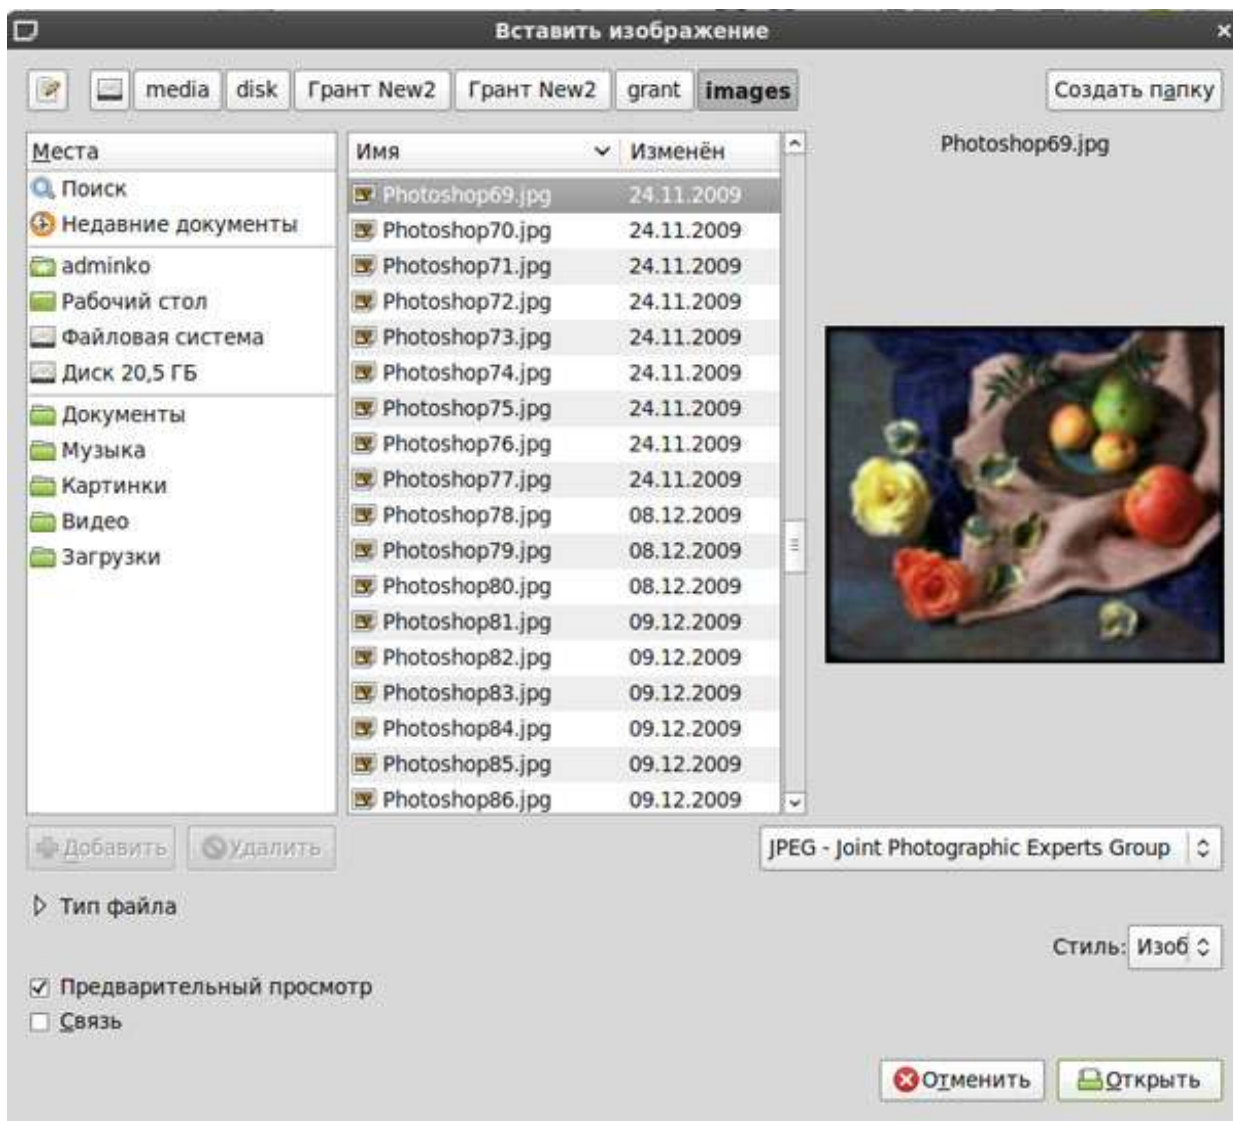 Вставить изображение
media disk Грант New2 Грант New2 grant images Создать папку
Места
Поиск
Недавние документы
adminko
Рабочий стол
Файловая система
Диск 20,5 ГБ
Документы
Музыка
Картинки
Видео
Загрузки
Имя Изменён
Photoshop69.jpg 24.11.2009
Photoshop70.jpg 24.11.2009
Photoshop71.jpg 24.11.2009
Photoshop72.jpg 24.11.2009
Photoshop73.jpg 24.11.2009
Photoshop74.jpg 24.11.2009
Photoshop75.jpg 24.11.2009
Photoshop76.jpg 24.11.2009
Photoshop77.jpg 24.11.2009
Photoshop78.jpg 08.12.2009
Photoshop79.jpg 08.12.2009
Photoshop80.jpg 08.12.2009
Photoshop81.jpg 09.12.2009
Photoshop82.jpg 09.12.2009
Photoshop83.jpg 09.12.2009
Photoshop84.jpg 09.12.2009
Photoshop85.jpg 09.12.2009
Photoshop86.jpg 09.12.2009
Photoshop69.jpg
Добавить Удалить
JPEG - Joint Photographic Experts Group
Тип файла
Стиль: Изоб
Предварительный просмотр
Связь
Отменить Открыть